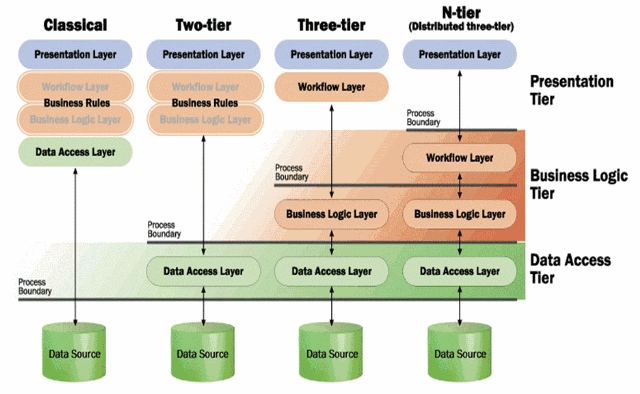 Classical
Two-tier
Three-tier
N-tier
(Distributed three-tier)
Presentation Layer
Presentation Layer
Presentation Layer
Presentation Layer
Workflow Layer
Business Rules
Business Logic Layer
Workflow Layer
Business Rules
Business Logic Layer
Workflow Layer
Presentation
Tier
Data Access Layer
Process
Boundary
Workflow Layer
Process
Boundary
Business Logic
Tier
Business Logic Layer
Business Logic Layer
Process
Boundary
Data Access Layer
Data Access Layer
Data Access Layer
Data Access
Tier
Process
Boundary
Data Source
Data Source
Data Source
Data Source